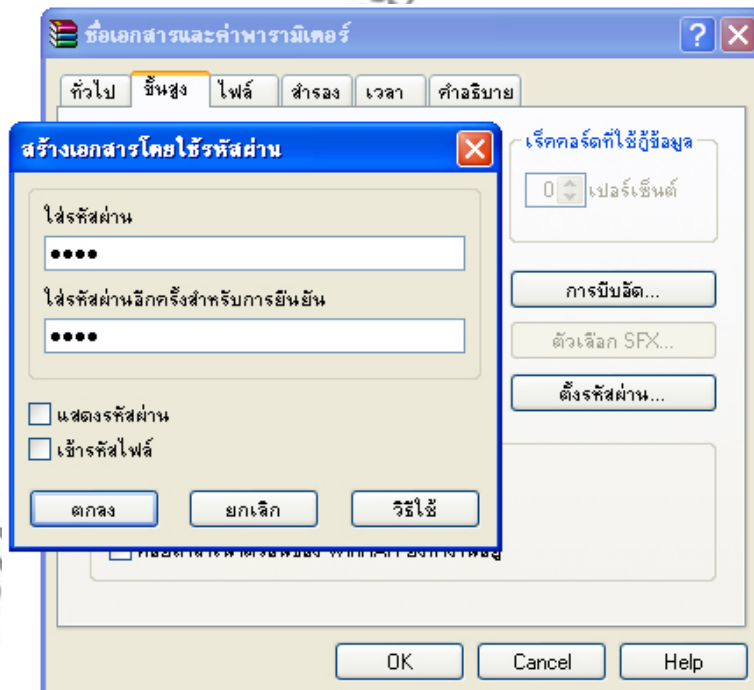 ชื่อเอกสารและค่าพารามิเตอร์
ทั่วไป ขั้นสูง ไฟล์ สำรอง เวลา คำอธิบาย
สร้างเอกสารโดยใช้รหัสผ่าน
เร็คคอร์ดที่ใช้กู้ข้อมูล
0 เปอร์เซ็นต์
ใส่รหัสผ่าน
ใส่รหัสผ่านอีกครั้งสำหรับการยืนยัน
การบีบอัด...
ตัวเลือก SFX...
ตั้งรหัสผ่าน...
แสดงรหัสผ่าน
เข้ารหัสไฟล์
ตกลง ยกเลิก วิธีใช้
OK Cancel Help